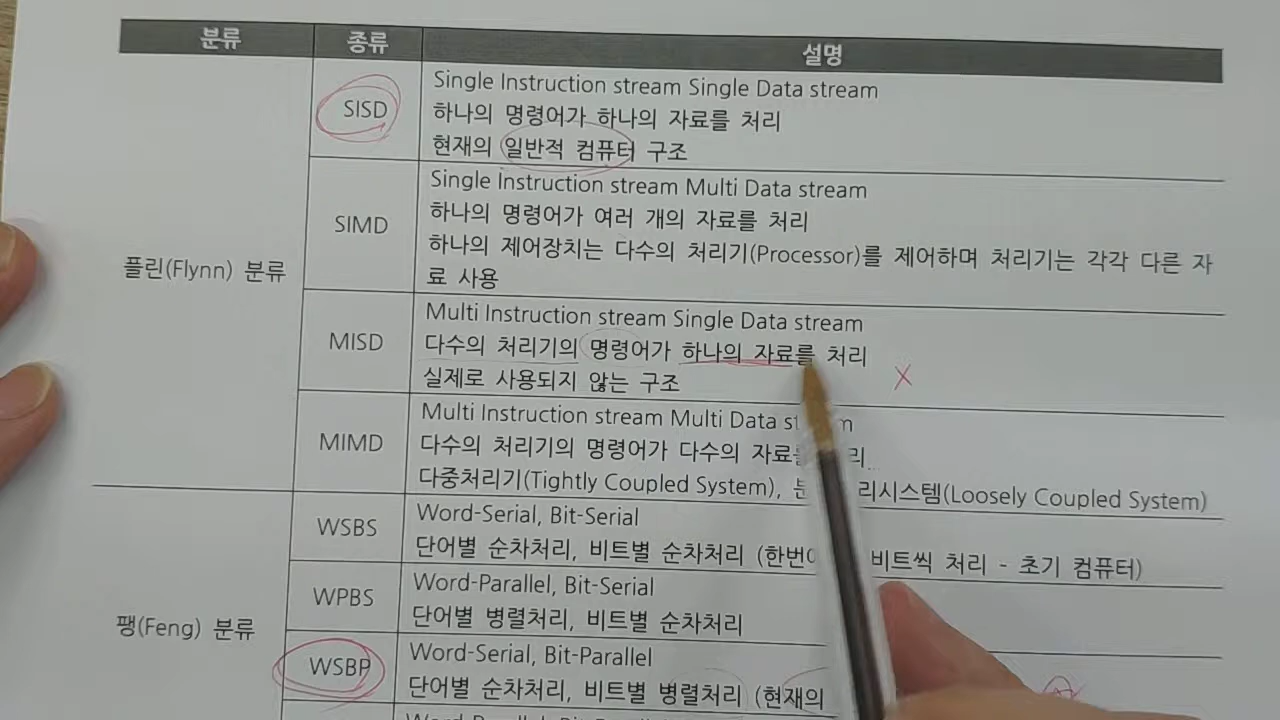 분류 종류 설명
플린(Flynn) 분류
SISD
Single Instruction stream Single Data stream
하나의 명령어가 하나의 자료를 처리
현재의 일반적 컴퓨터 구조
SIMD
Single Instruction stream Multi Data stream
하나의 명령어가 여러 개의 자료를 처리
하나의 제어장치는 다수의 처리기(Processor)를 제어하며 처리기는 각각 다른 자
료 사용
MISD
Multi Instruction stream Single Data stream
다수의 처리기의 명령어가 하나의 자료를 처리
실제로 사용되지 않는 구조
X
MIMD
Multi Instruction stream Multi Data
다수의 처리기의 명령어가 다수의
다중처리기(Tightly Coupled System), 리시스템(Loosely Coupled System)
팽(Feng) 분류
WSBS
Word-Serial, Bit-Serial
단어별 순차처리, 비트별 순차처리 (한번 비트씩 처리 - 초기 컴퓨터)
WPBS
Word-Parallel, Bit-Serial
단어별 병렬처리, 비트별 순차처리
WSBP
Word-Serial, Bit-Parallel
단어별 순차처리, 비트별 병렬처리 (현재의